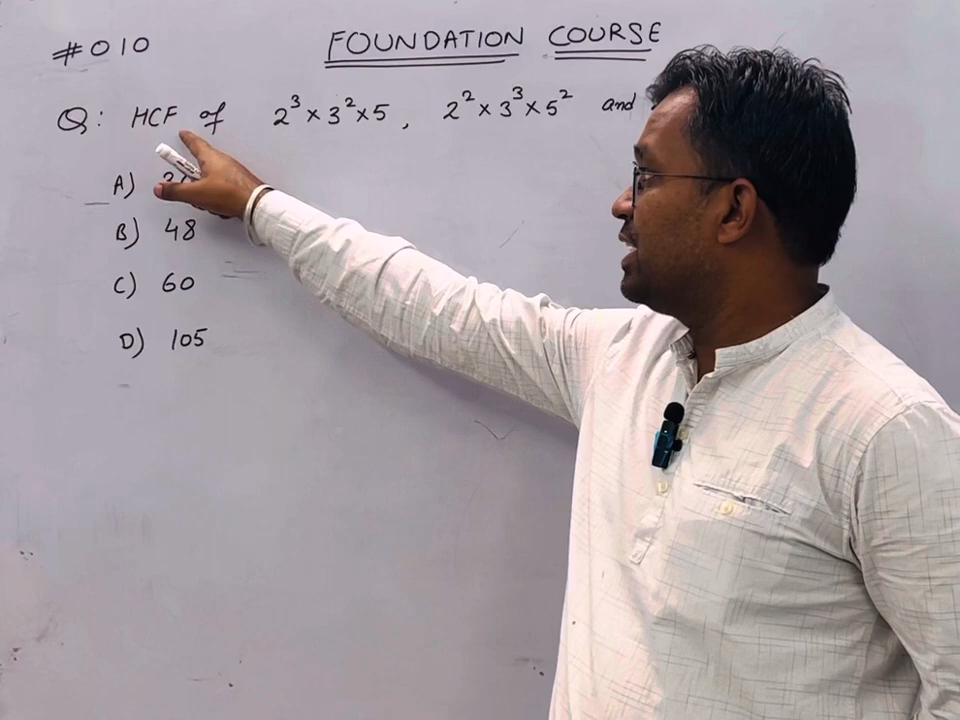 #010
FOUNDATION COURSE
Q: HCF of 2³×3²×5, 2²×3³×5² and
A)
B) 48
C) 60
D) 105